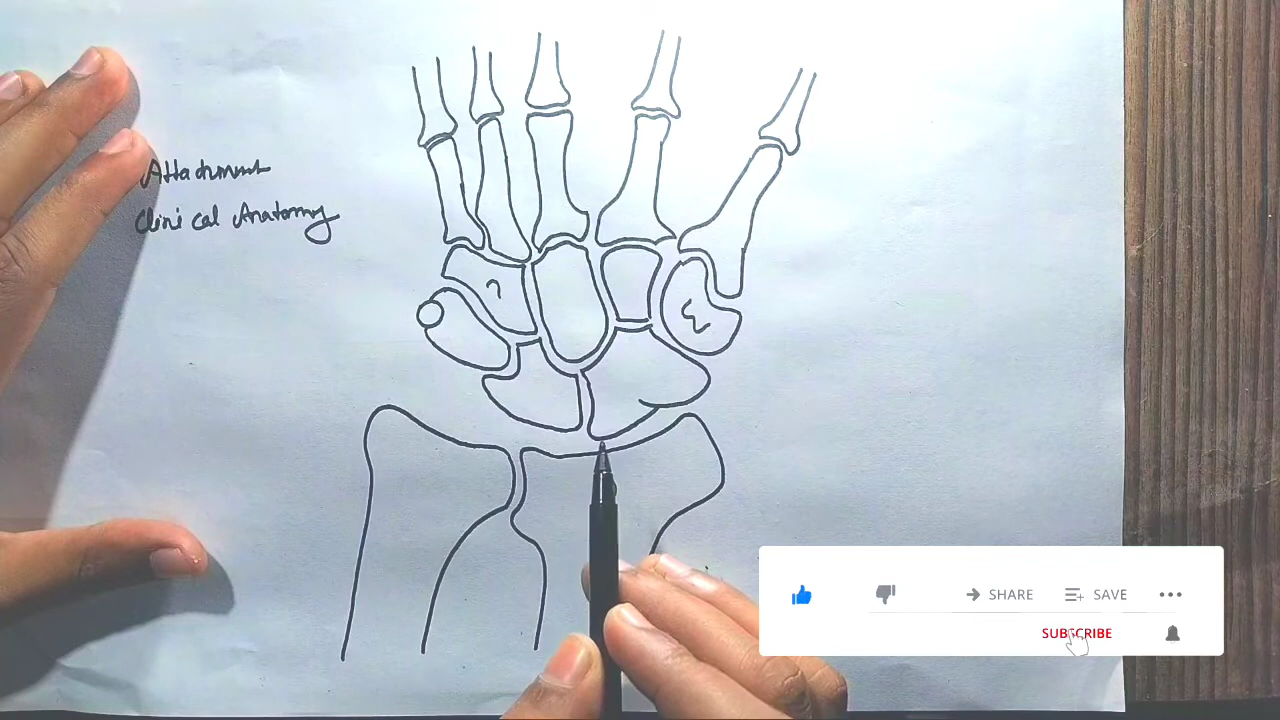 Attachment
Clinical Anatomy
SHARE
SAVE
SUBSCRIBE